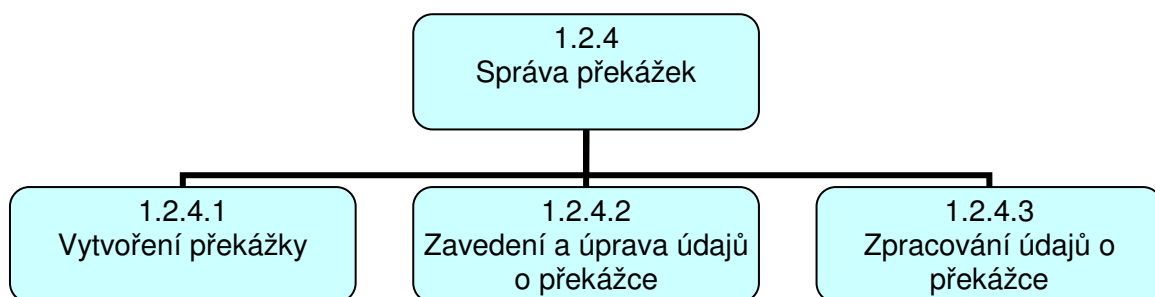 1.2.4
Správa překážek
1.2.4.1
Vytvoření překážky
1.2.4.2
Zavedení a úprava údajů
o překážce
1.2.4.3
Zpracování údajů o
překážce